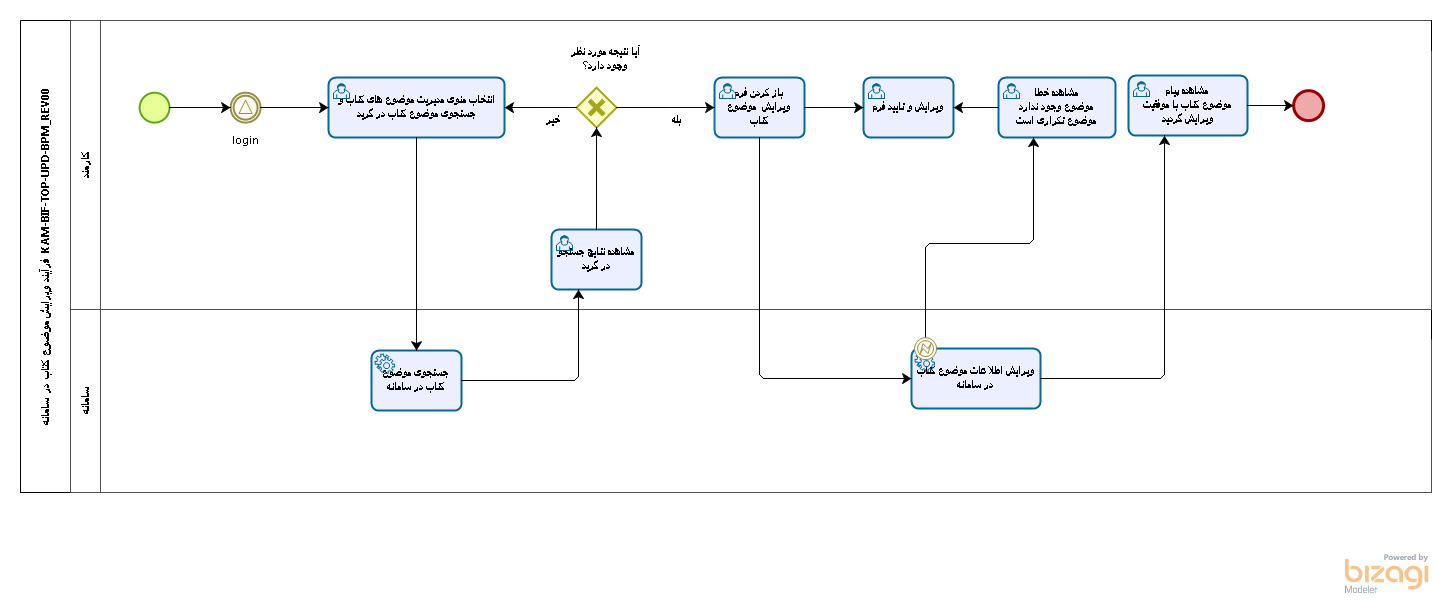 KAM-BIF-TOP-UPD-BPM_REV00 فرآیند ویرایش موضوع کتاب در سامانه
کارمند
سامانه
login
انتخاب منوی مدیریت موضوع های کتاب و
جستجوی موضوع کتاب در گرید
آیا نتیجه مورد نظر
وجود دارد؟
خیر
بله
باز کردن فرم
ویرایش موضوع
کتاب
ویرایش و تایید فرم
مشاهده خطا
موضوع وجود ندارد
موضوع تکراری است
مشاهده پیام
موضوع کتاب با موفقیت
ویرایش گردید
مشاهده نتایج جستجو
در گرید
جستجوی موضوع
کتاب در سامانه
ویرایش اطلاعات موضوع کتاب
در سامانه
Powered by
bizagi
Modeler